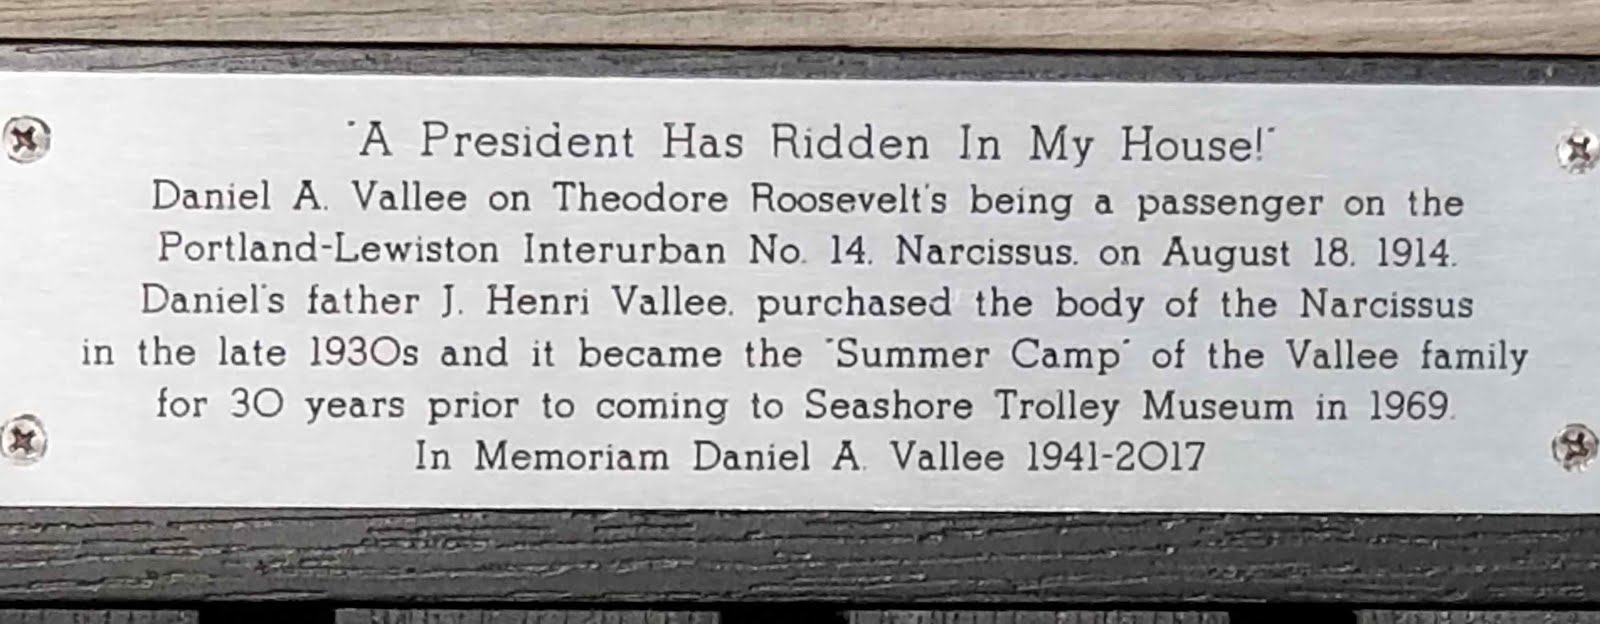 "A President Has Ridden In My House!"
Daniel A. Vallee on Theodore Roosevelt's being a passenger on the
Portland-Lewiston Interurban No. 14, Narcissus, on August 18, 1914.
Daniel's father J. Henri Vallee, purchased the body of the Narcissus
in the late 1930s and it became the "Summer Camp" of the Vallee family
for 30 years prior to coming to Seashore Trolley Museum in 1969.
In Memoriam Daniel A. Vallee 1941-2017